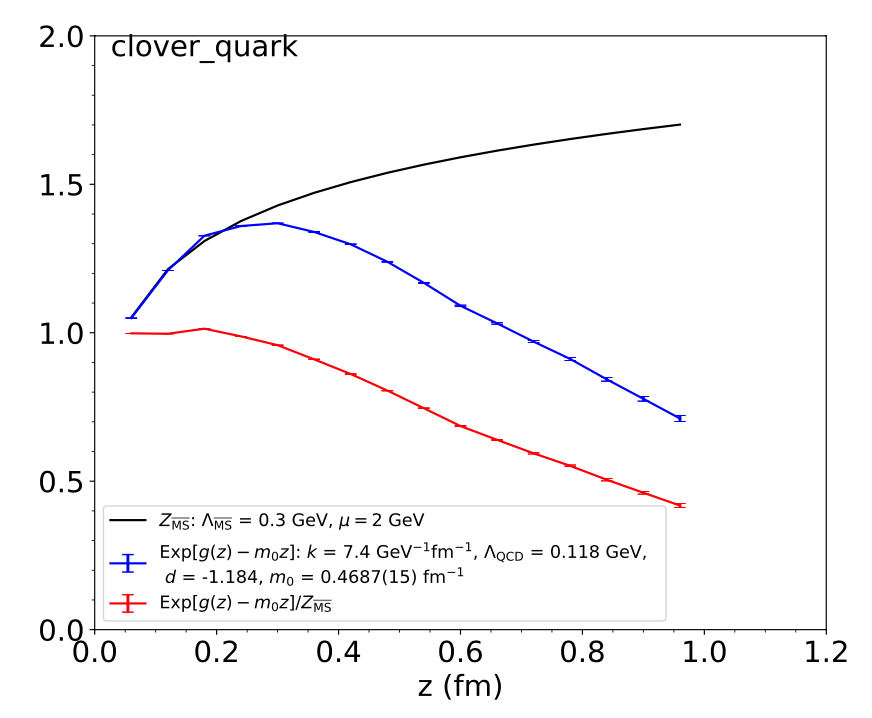 clover_quark
2.0
1.5
1.0
0.5
0.0
Z_MS̅: Λ_MS̅ = 0.3 GeV, μ = 2 GeV
Exp[g(z) − m₀z]: k = 7.4 GeV⁻¹fm⁻¹, Λ_QCD = 0.118 GeV,
d = -1.184, m₀ = 0.4687(15) fm⁻¹
Exp[g(z) − m₀z]/Z_MS̅
0.0 0.2 0.4 0.6 0.8 1.0 1.2
z (fm)